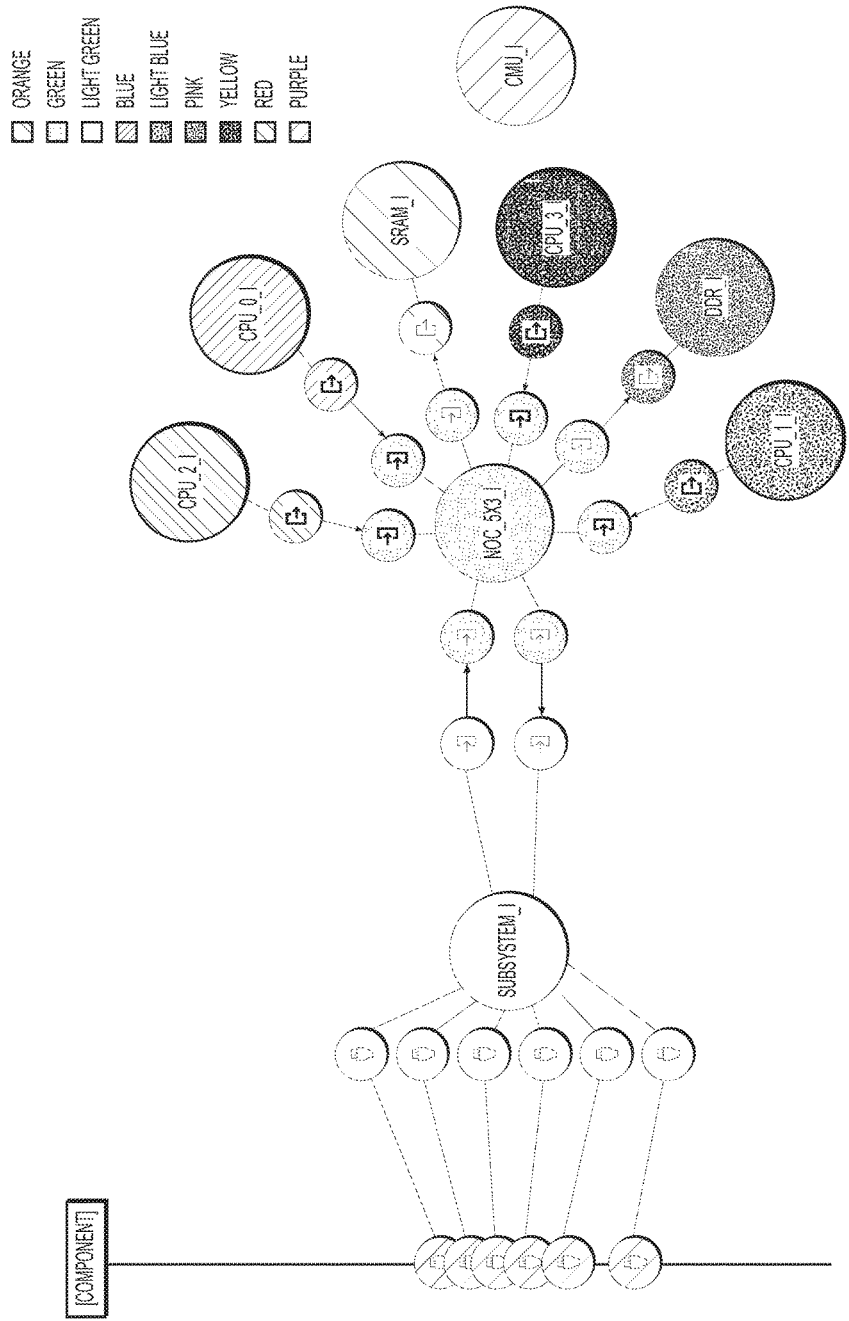 ORANGE
GREEN
LIGHT GREEN
BLUE
LIGHT BLUE
PINK
YELLOW
RED
PURPLE
CMU_I
SRAM_I
CPU_3_I
CPU_0_I
DDR_I
CPU_2_I
CPU_1_I
NOC_5X3_I
SUBSYSTEM_I
[COMPONENT]